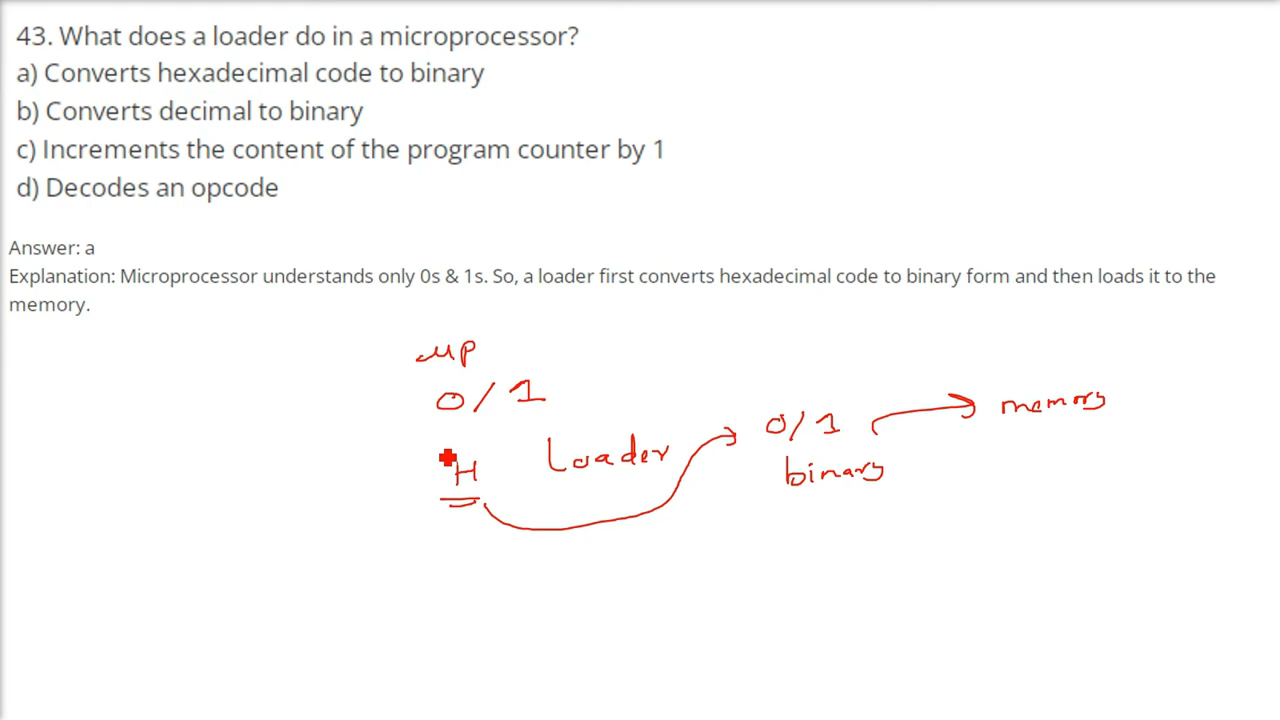 43. What does a loader do in a microprocessor?
a) Converts hexadecimal code to binary
b) Converts decimal to binary
c) Increments the content of the program counter by 1
d) Decodes an opcode
Answer: a
Explanation: Microprocessor understands only 0s & 1s. So, a loader first converts hexadecimal code to binary form and then loads it to the
memory.
μP
0/1
H
Loader
0/1
binary
memory